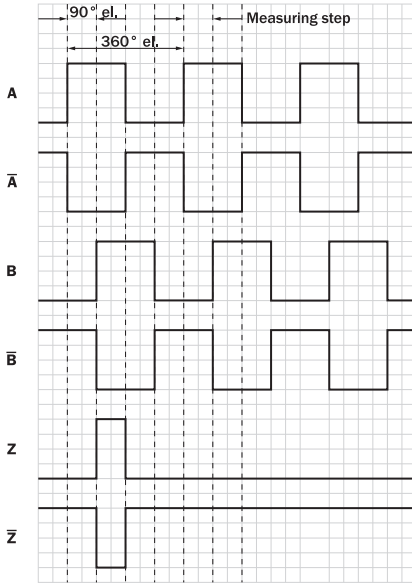 90° el.
Measuring step
360° el.
A
A̅
B
B̅
Z
Z̅